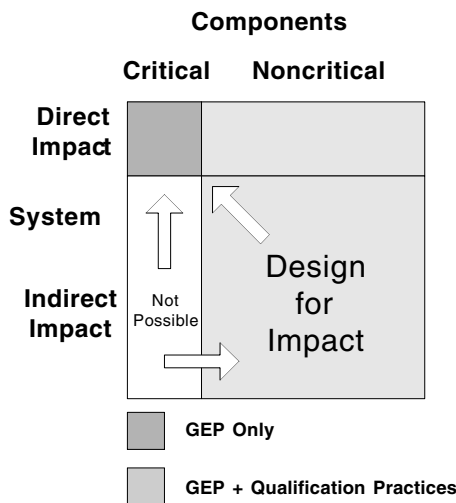 Components
Critical Noncritical
Direct
Impact
System
Indirect
Impact
Not
Possible
Design
for
Impact
GEP Only
GEP + Qualification Practices